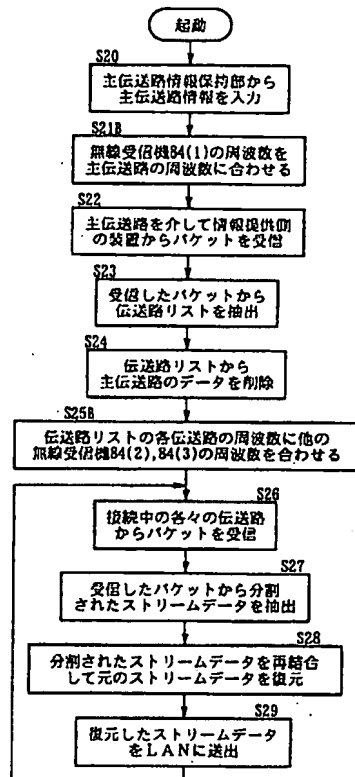 起動
S20
主伝送路情報保持部から
主伝送路情報を入力
S21B
無線受信機84(1)の周波数を
主伝送路の周波数に合わせる
S22
主伝送路を介して情報提供側
の装置からパケットを受信
S23
受信したパケットから
伝送路リストを抽出
S24
伝送路リストから
主伝送路のデータを削除
S25B
伝送路リストの各伝送路の周波数に他の
無線受信機84(2),84(3)の周波数を合わせる
S26
接続中の各々の伝送路
からパケットを受信
S27
受信したパケットから分割
されたストリームデータを抽出
S28
分割されたストリームデータを再結合
して元のストリームデータを復元
S29
復元したストリームデータ
をLANに送出